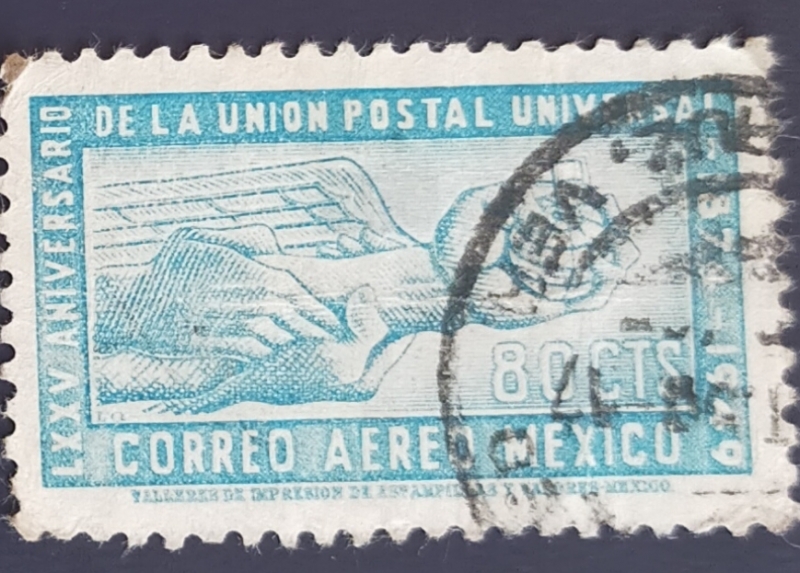 LXXV ANIVERSARIO
DE LA UNION POSTAL UNIVERSAL
1949
80 CTS
CORREO AEREO MEXICO
TALLERES DE IMPRESION DE ESTAMPILLAS Y VALORES-MEXICO